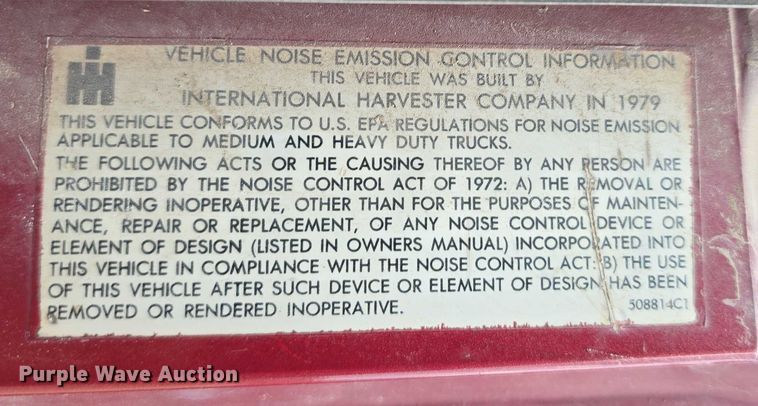 VEHICLE NOISE EMISSION CONTROL INFORMATION
THIS VEHICLE WAS BUILT BY
INTERNATIONAL HARVESTER COMPANY IN 1979
THIS VEHICLE CONFORMS TO U.S. EPA REGULATIONS FOR NOISE EMISSION
APPLICABLE TO MEDIUM AND HEAVY DUTY TRUCKS.
THE FOLLOWING ACTS OR THE CAUSING THEREOF BY ANY PERSON ARE
PROHIBITED BY THE NOISE CONTROL ACT OF 1972: A) THE REMOVAL OR
RENDERING INOPERATIVE, OTHER THAN FOR THE PURPOSES OF MAINTEN-
ANCE, REPAIR OR REPLACEMENT, OF ANY NOISE CONTROL DEVICE OR
ELEMENT OF DESIGN (LISTED IN OWNERS MANUAL) INCORPORATED INTO
THIS VEHICLE IN COMPLIANCE WITH THE NOISE CONTROL ACT: B) THE USE
OF THIS VEHICLE AFTER SUCH DEVICE OR ELEMENT OF DESIGN HAS BEEN
REMOVED OR RENDERED INOPERATIVE.
508814C1
Purple Wave Auction